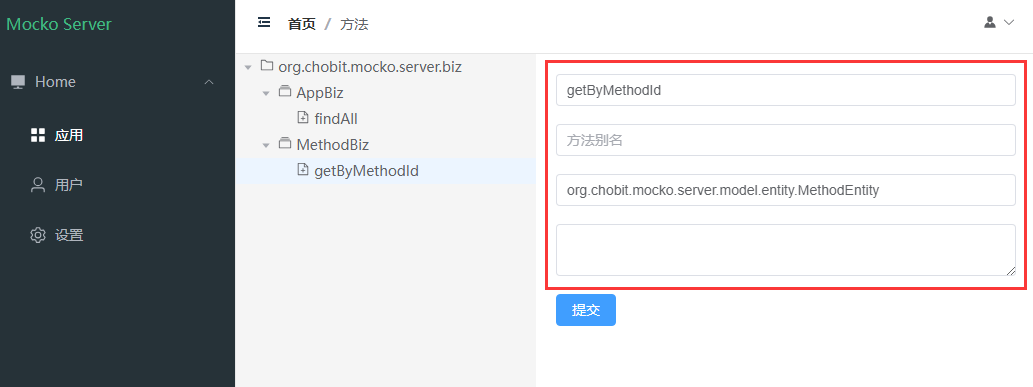 Mocko Server
首页 / 方法
Home
应用
用户
设置
org.chobit.mocko.server.biz
AppBiz
findAll
MethodBiz
getByMethodId
getByMethodId
方法别名
org.chobit.mocko.server.model.entity.MethodEntity
提交